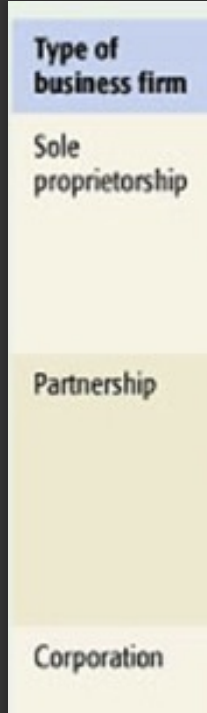 Type of
business firm
Sole
proprietorship
Partnership
Corporation